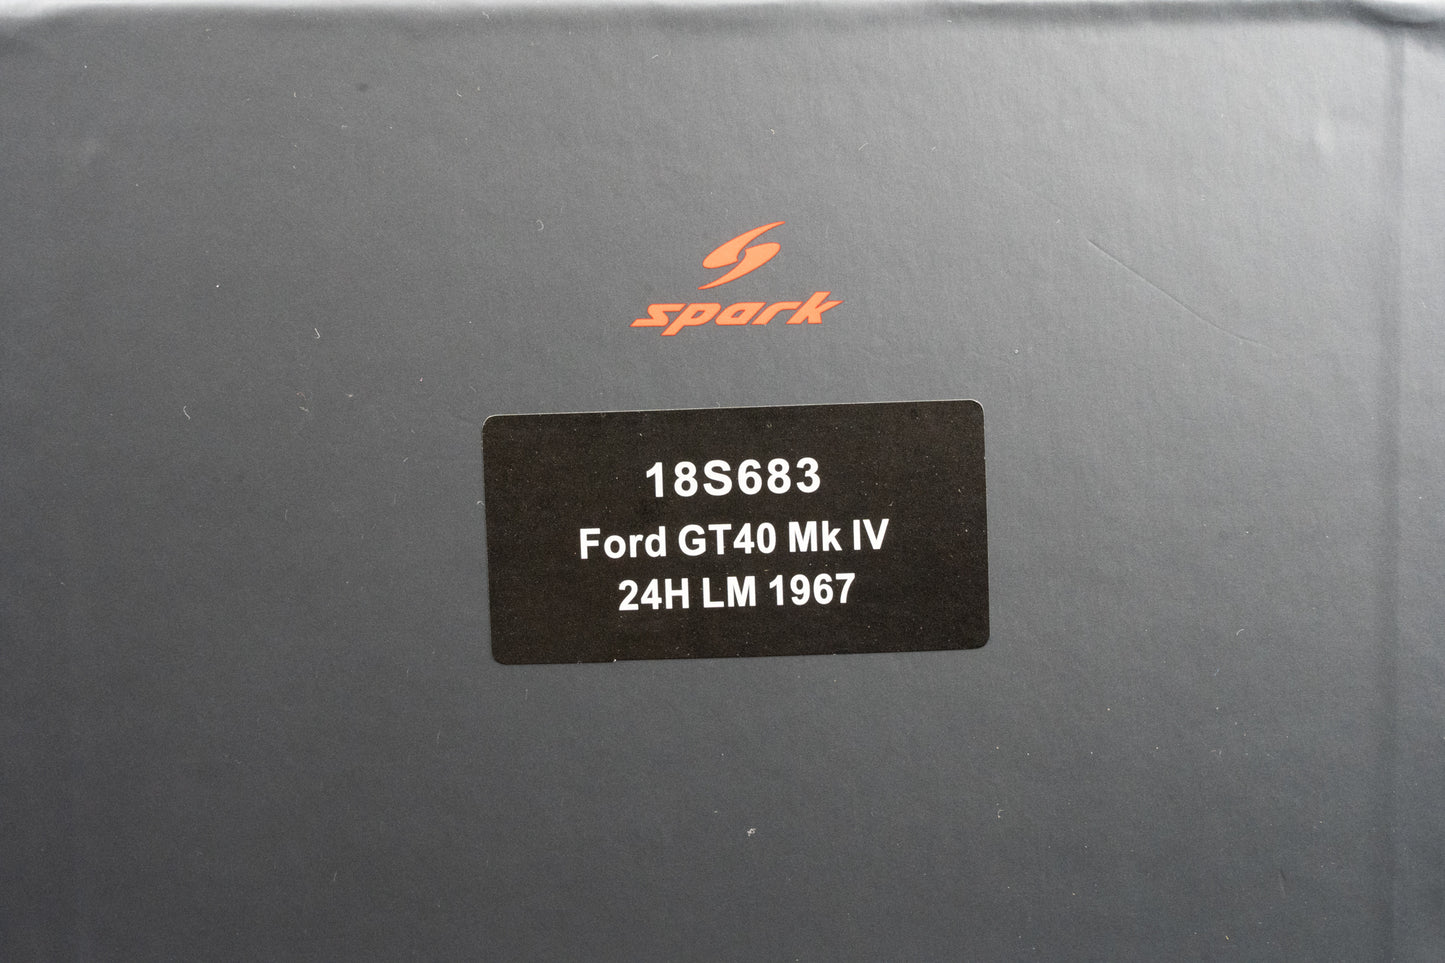 spark
18S683
Ford GT40 Mk IV
24H LM 1967